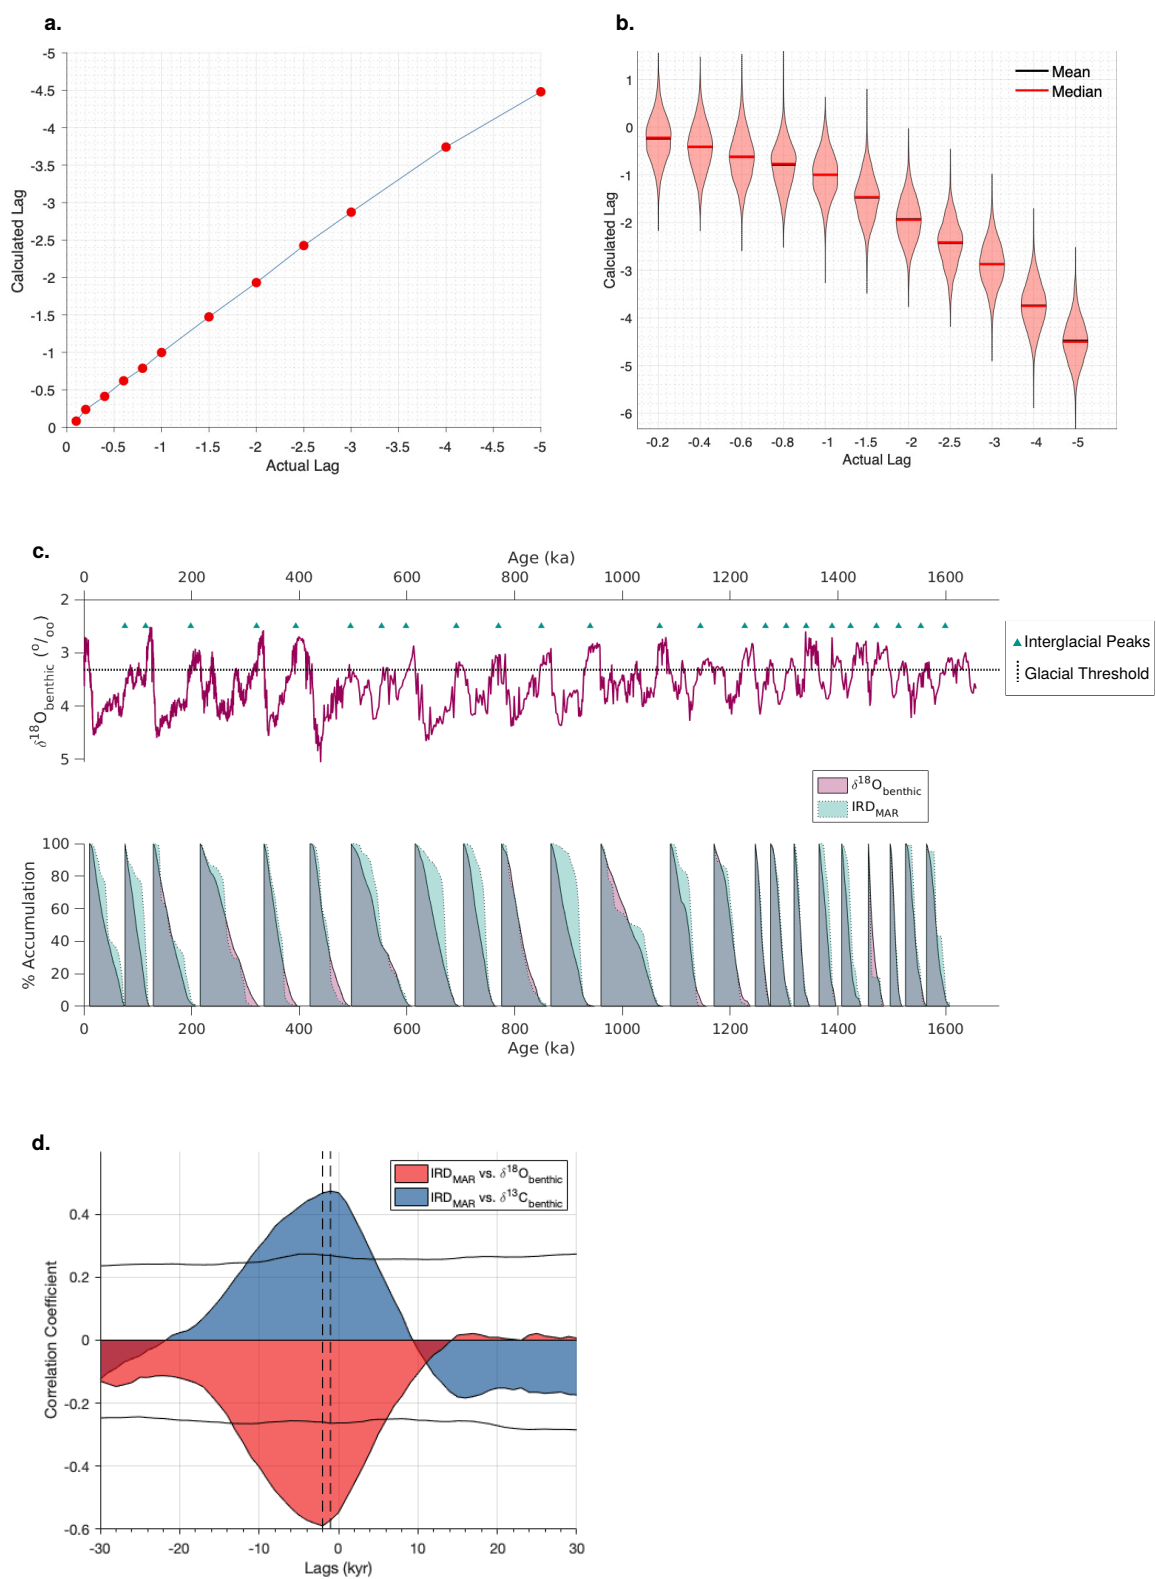 a.
-5
-4.5
-4
-3.5
-3
-2.5
-2
-1.5
-1
-0.5
0
Calculated Lag
0 -0.5 -1 -1.5 -2 -2.5 -3 -3.5 -4 -4.5 -5
Actual Lag
b.
Mean
Median
1
0
-1
-2
-3
-4
-5
-6
Calculated Lag
-0.2 -0.4 -0.6 -0.8 -1 -1.5 -2 -2.5 -3 -4 -5
Actual Lag
c.
Age (ka)
0 200 400 600 800 1000 1200 1400 1600
2
3
4
5
δ18Obenthic (o/oo)
Interglacial Peaks
Glacial Threshold
δ18Obenthic
IRDMAR
100
80
60
40
20
0
% Accumulation
0 200 400 600 800 1000 1200 1400 1600
Age (ka)
d.
IRDMAR vs. δ18Obenthic
IRDMAR vs. δ13Cbenthic
0.4
0.2
0
-0.2
-0.4
-0.6
Correlation Coefficient
-30 -20 -10 0 10 20 30
Lags (kyr)